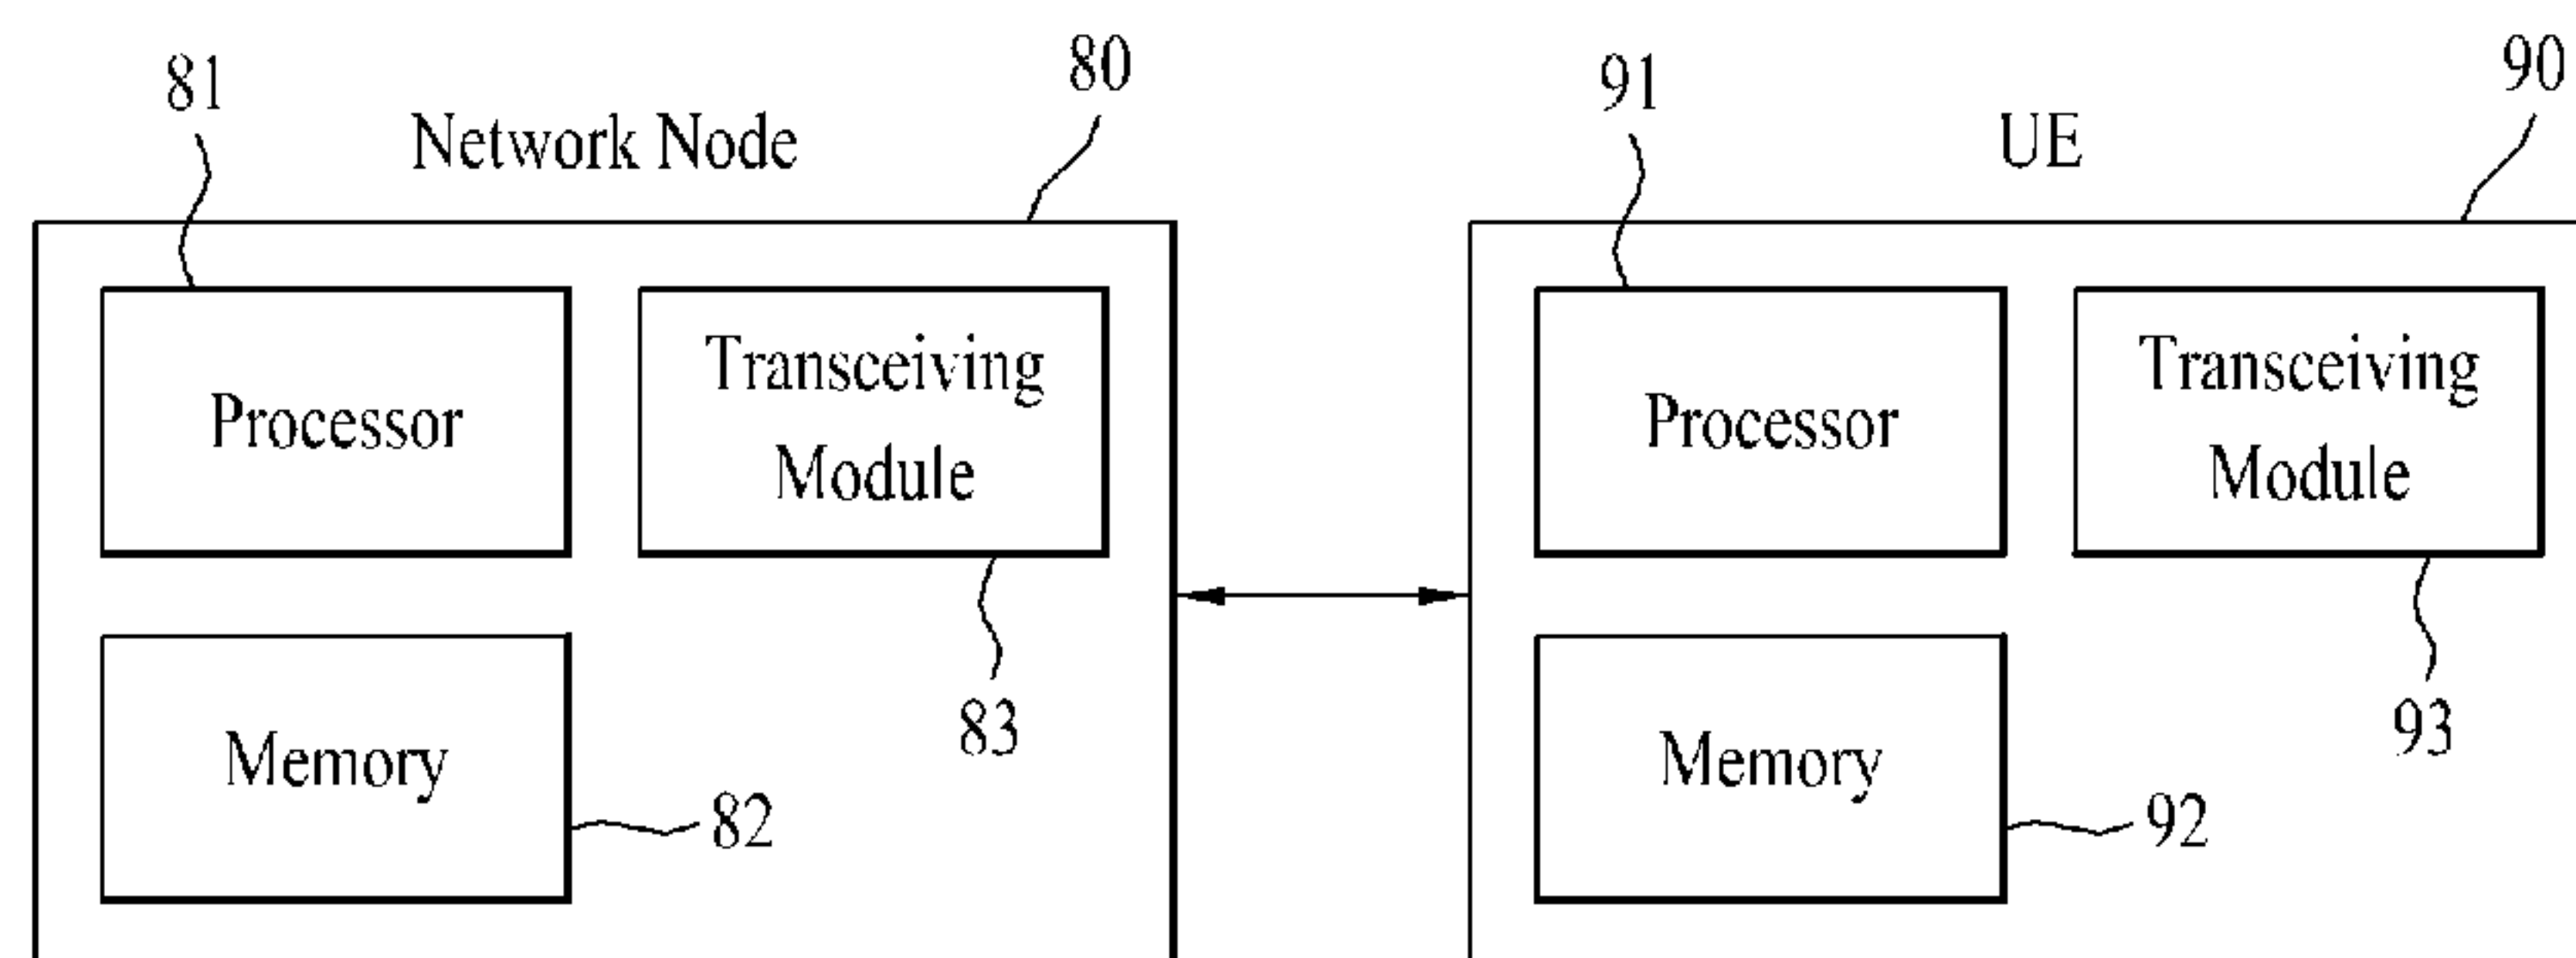 81
Network Node
80
91
UE
90
Processor
Transceiving
Module
Processor
Transceiving
Module
Memory
83
82
Memory
93
92